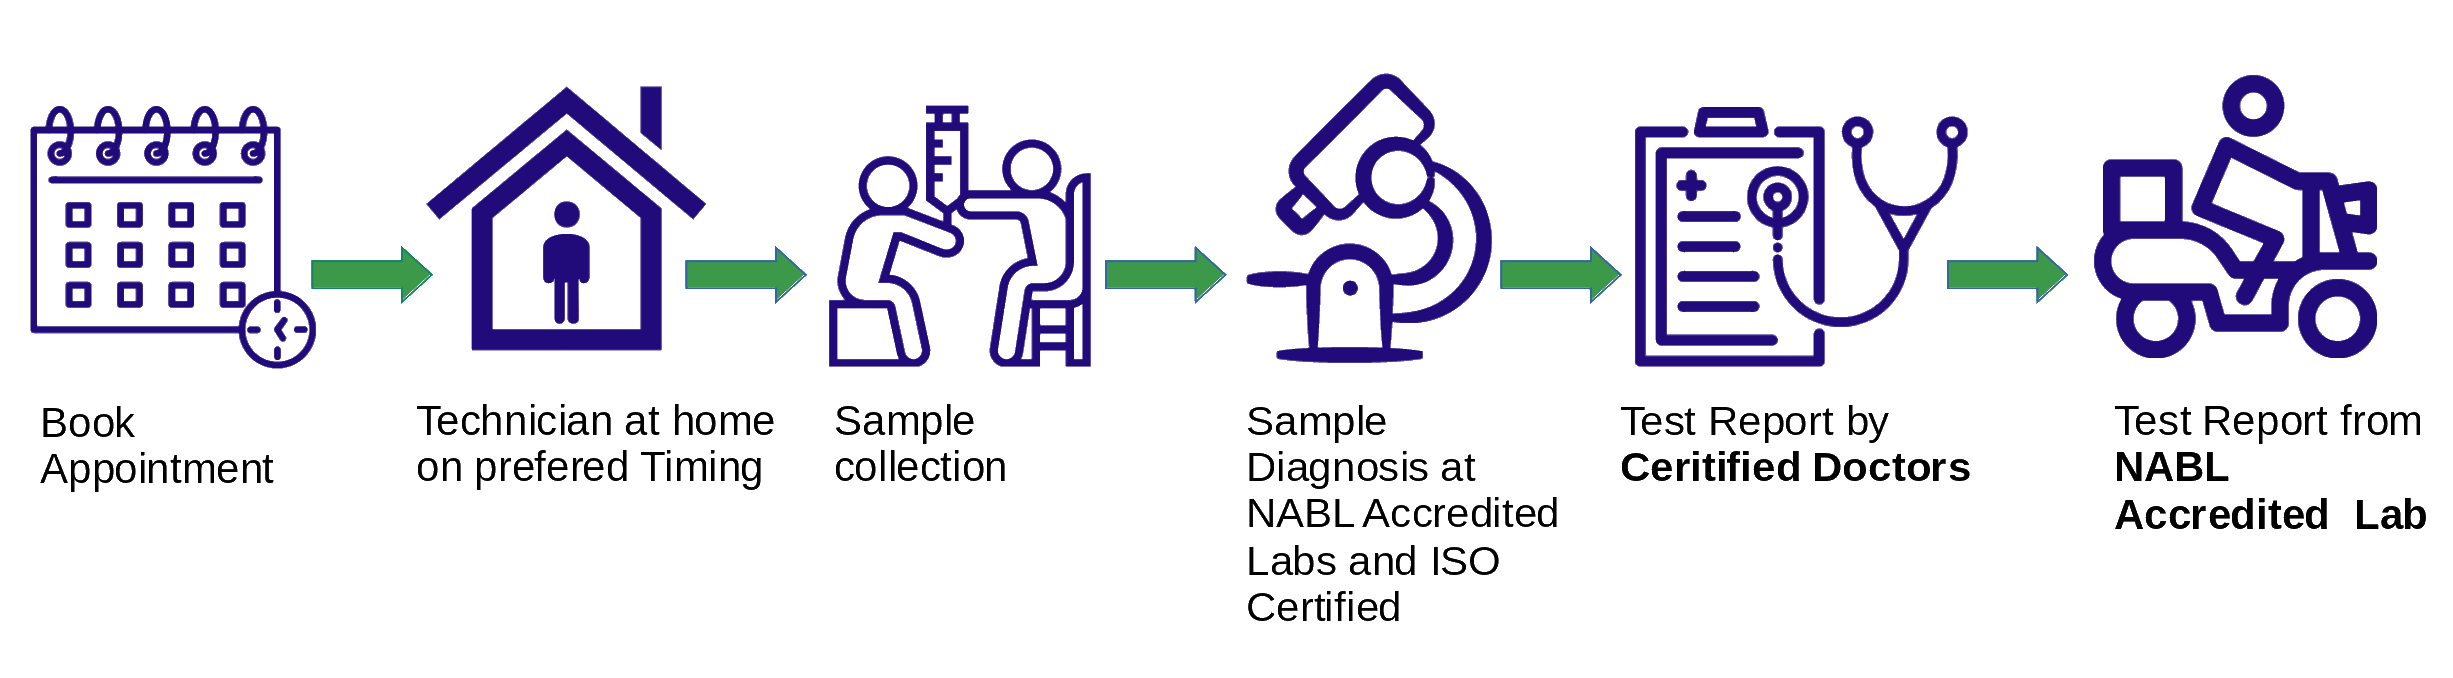 Book
Appointment
Technician at home
on prefered Timing
Sample
collection
Sample
Diagnosis at
NABL Accredited
Labs and ISO
Certified
Test Report by
Ceritified Doctors
Test Report from
NABL
Accredited  Lab